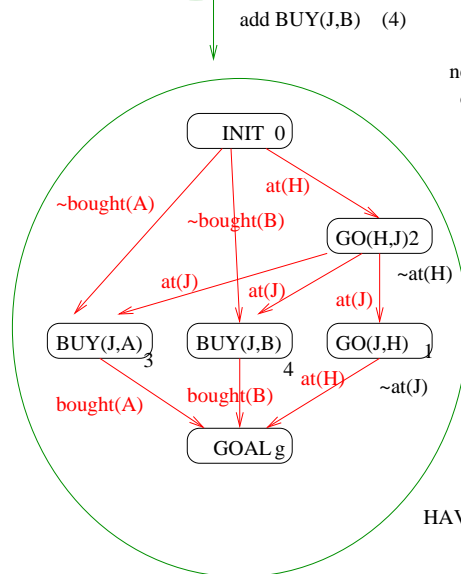 add BUY(J,B) (4)
INIT 0
~bought(A)
~bought(B)
at(H)
GO(H,J)2
~at(H)
at(J)
at(J)
at(J)
BUY(J,A) 3
BUY(J,B) 4
GO(J,H) 1
bought(A)
bought(B)
at(H)
~at(J)
GOAL g